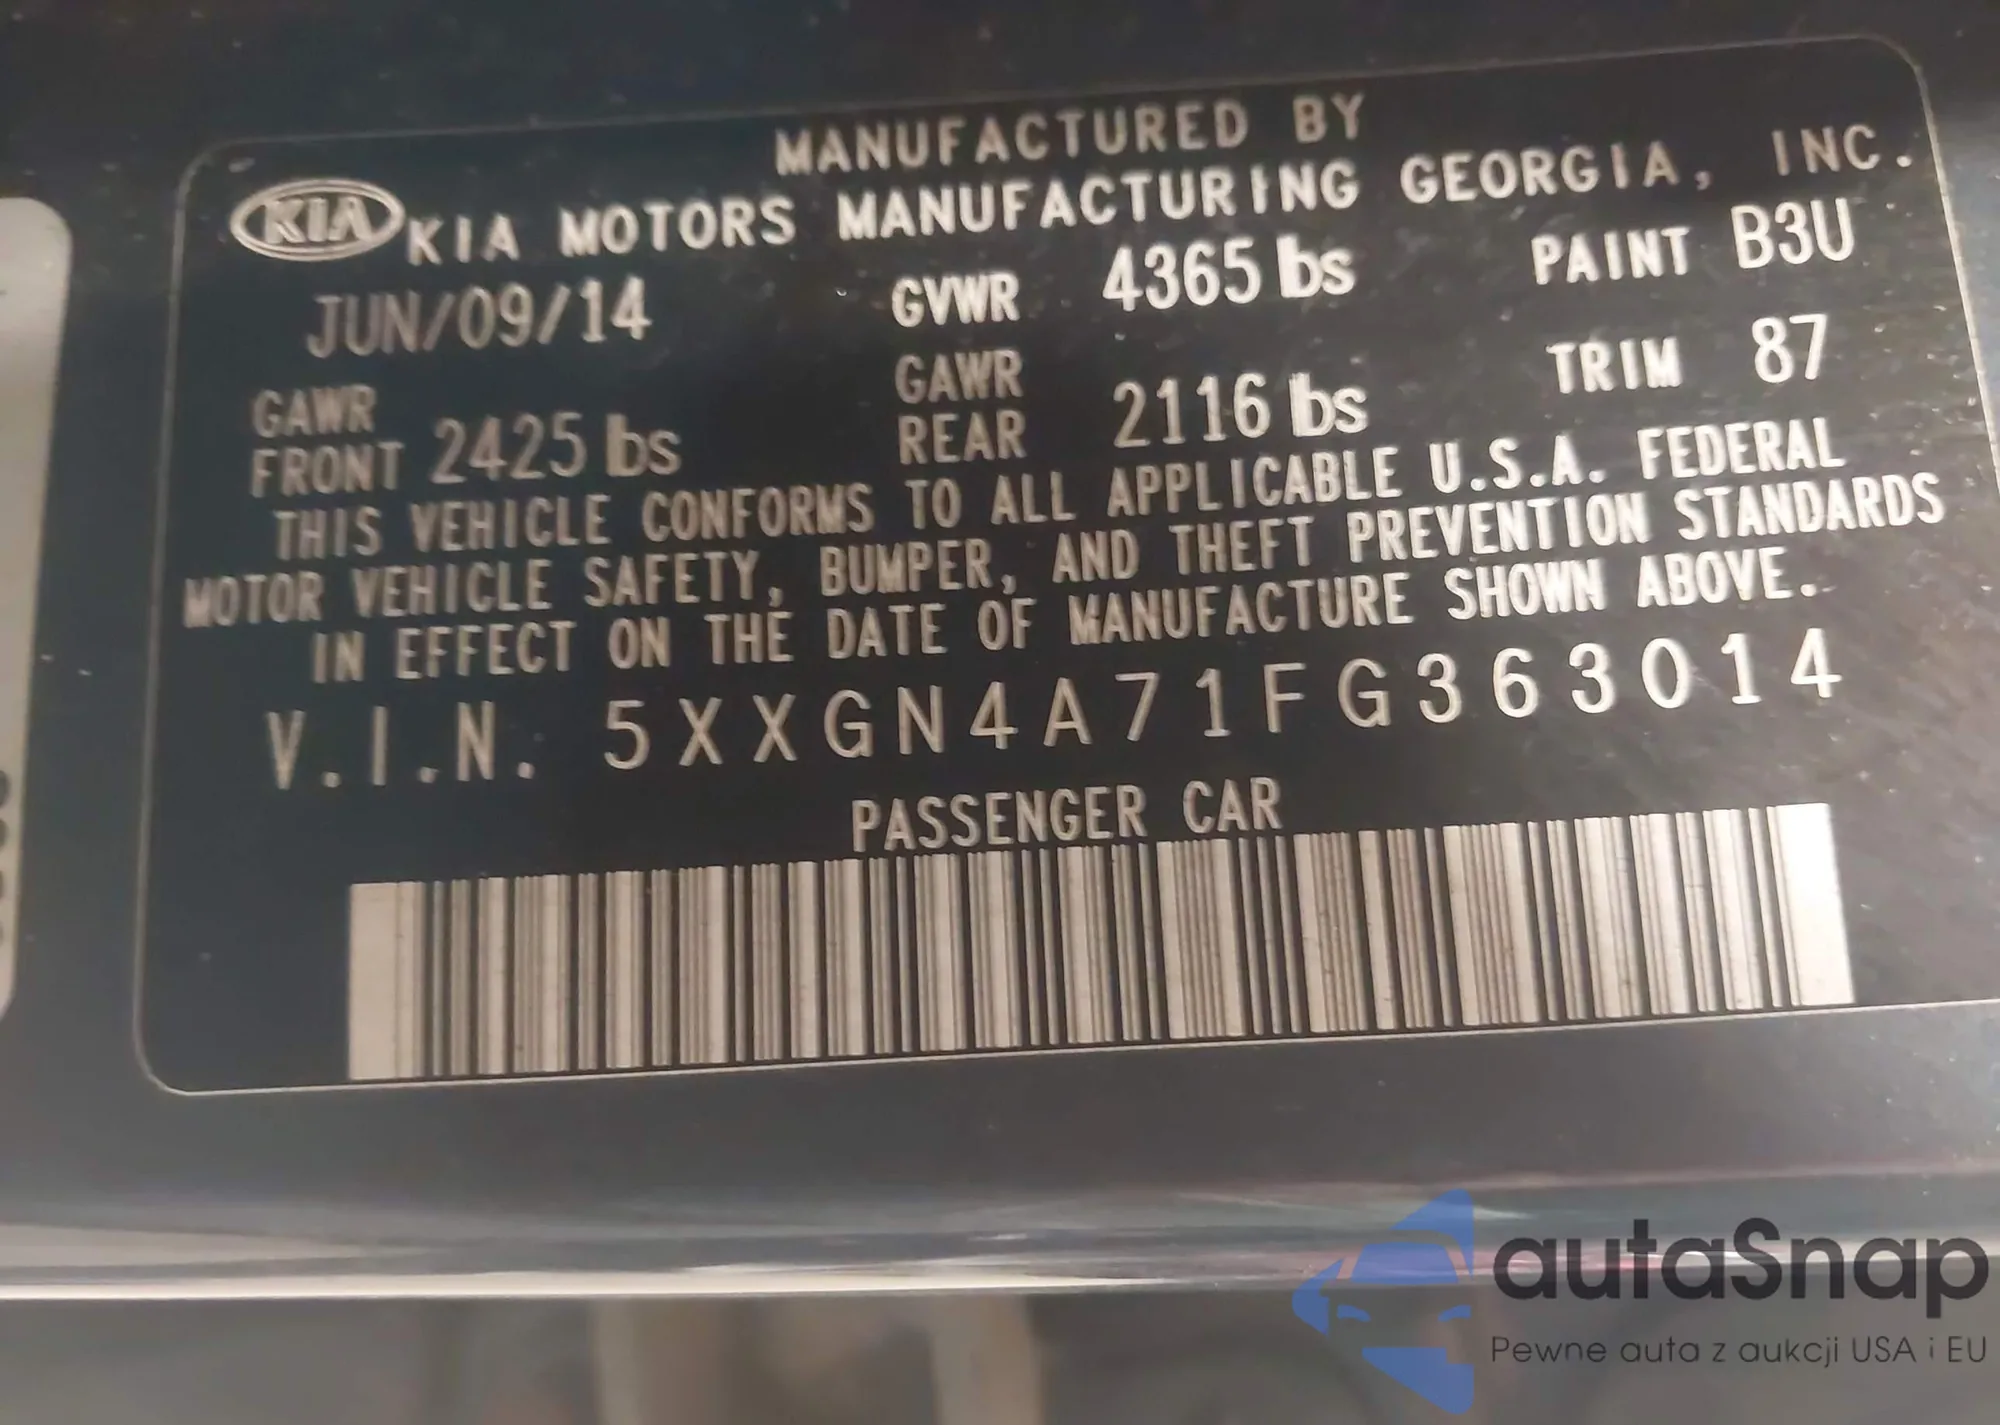 MANUFACTURED BY
KIA KIA MOTORS MANUFACTURING GEORGIA, INC.
JUN/09/14 GVWR 4365 lbs PAINT B3U
GAWR FRONT 2425 lbs GAWR REAR 2116 lbs TRIM 87
THIS VEHICLE CONFORMS TO ALL APPLICABLE U.S.A. FEDERAL
MOTOR VEHICLE SAFETY, BUMPER, AND THEFT PREVENTION STANDARDS
IN EFFECT ON THE DATE OF MANUFACTURE SHOWN ABOVE.
V.I.N. 5XXGN4A71FG363014
PASSENGER CAR
autaSnap
Pewne auta z aukcji USA i EU